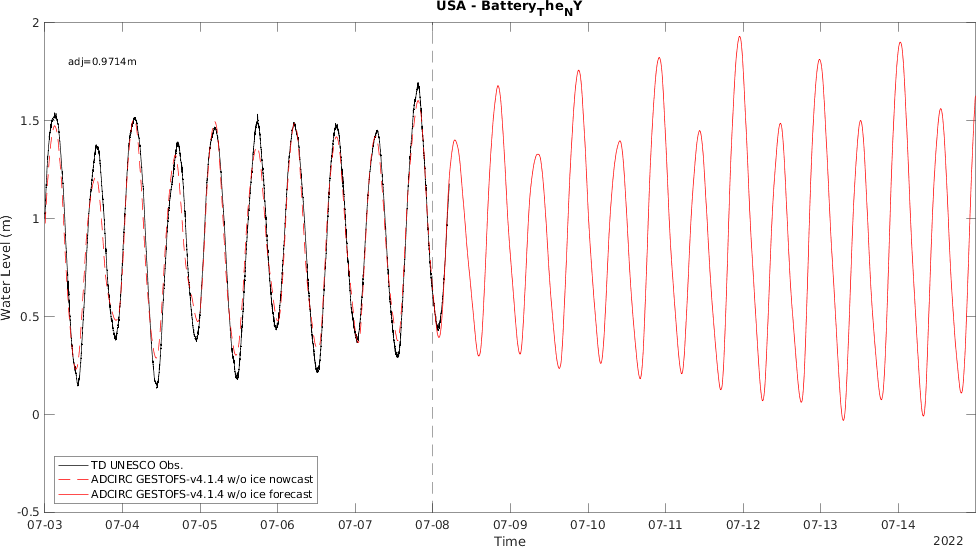 USA - Battery_The_NY
adj=0.9714m
2
1.5
1
0.5
0
-0.5
Water Level (m)
TD UNESCO Obs.
ADCIRC GESTOFS-v4.1.4 w/o ice nowcast
ADCIRC GESTOFS-v4.1.4 w/o ice forecast
07-03 07-04 07-05 07-06 07-07 07-08 07-09 07-10 07-11 07-12 07-13 07-14
Time
2022